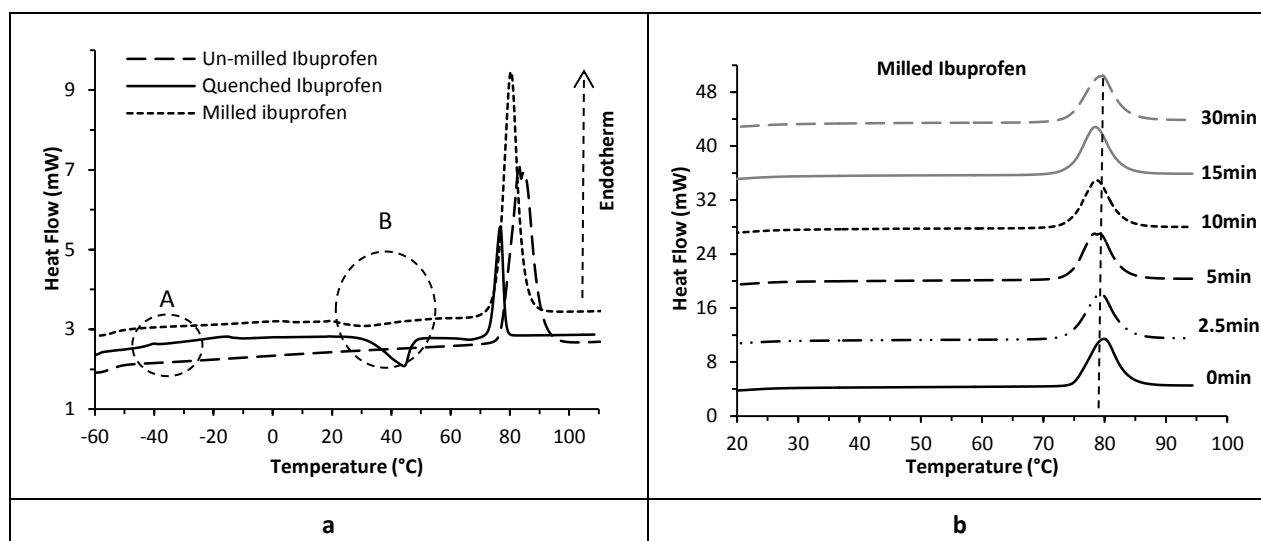 Un-milled Ibuprofen
Quenched Ibuprofen
Milled ibuprofen
A
B
Endotherm
Heat Flow (mW)
9
7
5
3
1
-60 -40 -20 0 20 40 60 80 100
Temperature (°C)
a
Milled Ibuprofen
30min
15min
10min
5min
2.5min
0min
Heat Flow (mW)
48
40
32
24
16
8
0
20 30 40 50 60 70 80 90 100
Temperature (°C)
b